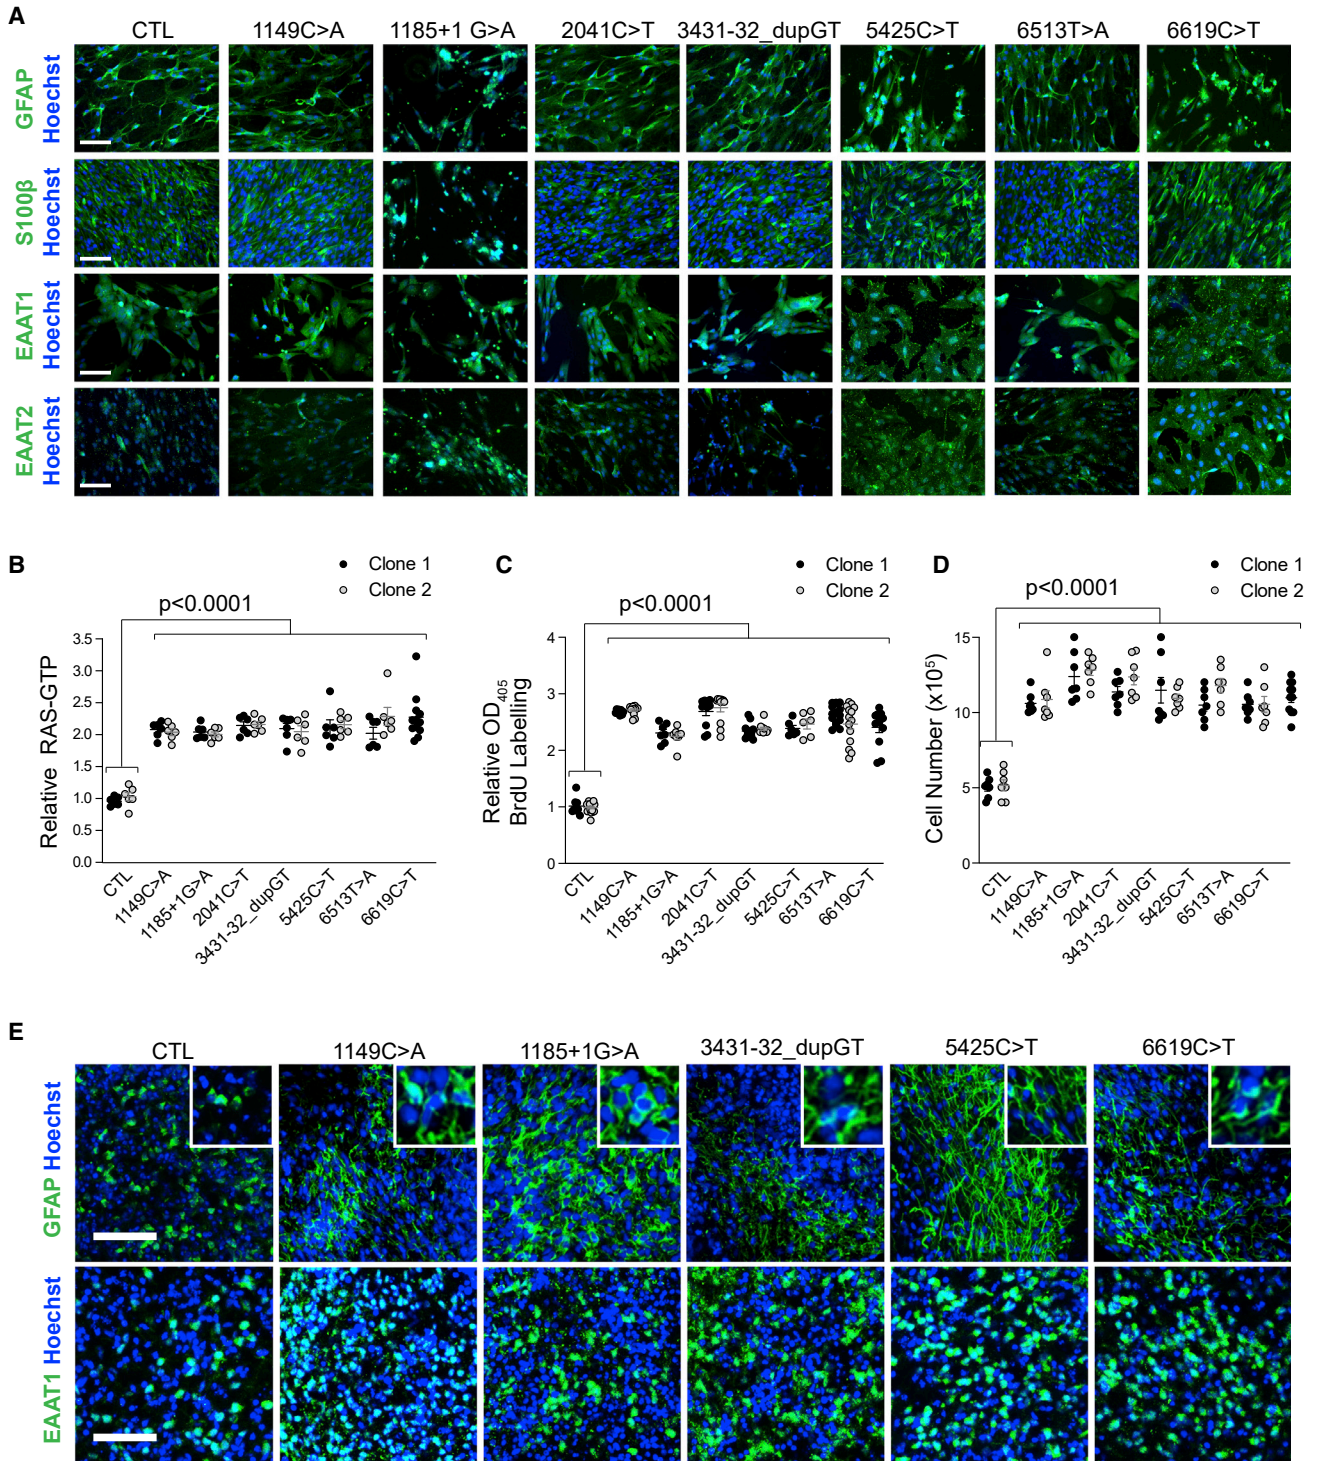 A
CTL 1149C>A 1185+1 G>A 2041C>T 3431-32_dupGT 5425C>T 6513T>A 6619C>T
GFAP
Hoechst
S100β
Hoechst
EAAT1
Hoechst
EAAT2
Hoechst
B
Clone 1
Clone 2
p<0.0001
Relative RAS-GTP
3.5
3.0
2.5
2.0
1.5
1.0
0.5
0.0
CTL 1149C>A 1185+1G>A 2041C>T 3431-32_dupGT 5425C>T 6513T>A 6619C>T
C
Clone 1
Clone 2
p<0.0001
Relative OD405
BrdU Labelling
4
3
2
1
0
CTL 1149C>A 1185+1G>A 2041C>T 3431-32_dupGT 5425C>T 6513T>A 6619C>T
D
Clone 1
Clone 2
p<0.0001
Cell Number (x10⁵)
15
10
5
0
CTL 1149C>A 1185+1G>A 2041C>T 3431-32_dupGT 5425C>T 6513T>A 6619C>T
E
CTL 1149C>A 1185+1G>A 3431-32_dupGT 5425C>T 6619C>T
GFAP Hoechst
EAAT1 Hoechst